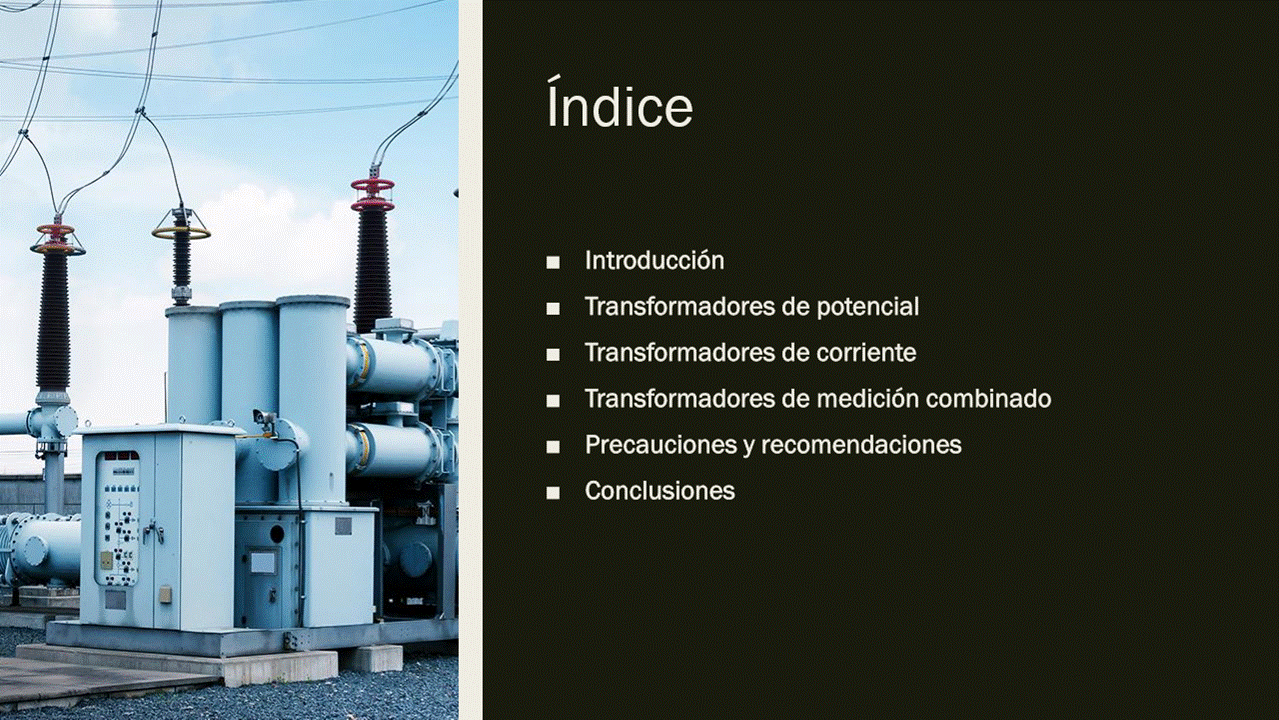 Índice
Introducción
Transformadores de potencial
Transformadores de corriente
Transformadores de medición combinado
Precauciones y recomendaciones
Conclusiones